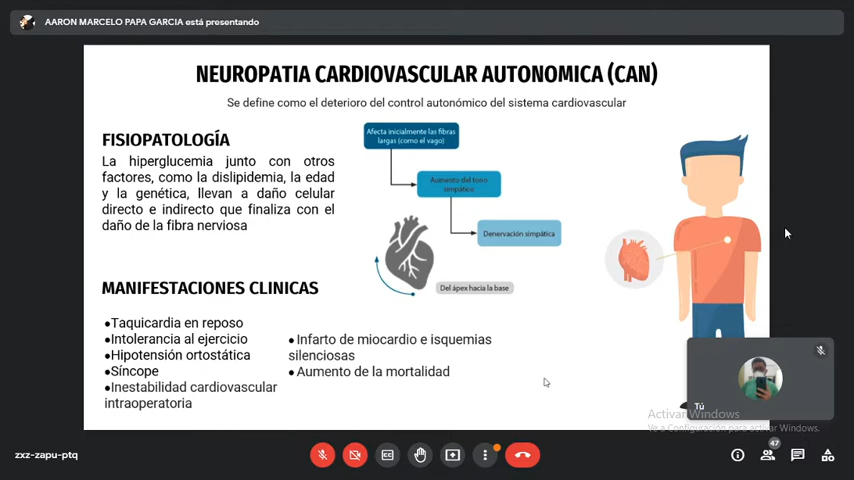 AARON MARCELO PAPA GARCIA está presentando
NEUROPATIA CARDIOVASCULAR AUTONOMICA (CAN)
Se define como el deterioro del control autonómico del sistema cardiovascular
FISIOPATOLOGÍA
La hiperglucemia junto con otros
factores, como la dislipidemia, la edad
y la genética, llevan a daño celular
directo e indirecto que finaliza con el
daño de la fibra nerviosa
Afecta inicialmente las fibras
largas (como el vago)
Aumento del tono
simpático
Denervación simpática
Del ápex hacia la base
MANIFESTACIONES CLINICAS
•Taquicardia en reposo
•Intolerancia al ejercicio
•Hipotensión ortostática
•Síncope
•Inestabilidad cardiovascular
intraoperatoria
•Infarto de miocardio e isquemias
silenciosas
•Aumento de la mortalidad
Tú
Activar Windows
Ve a Configuración para activar Windows.
zxz-zapu-ptq
CC
47